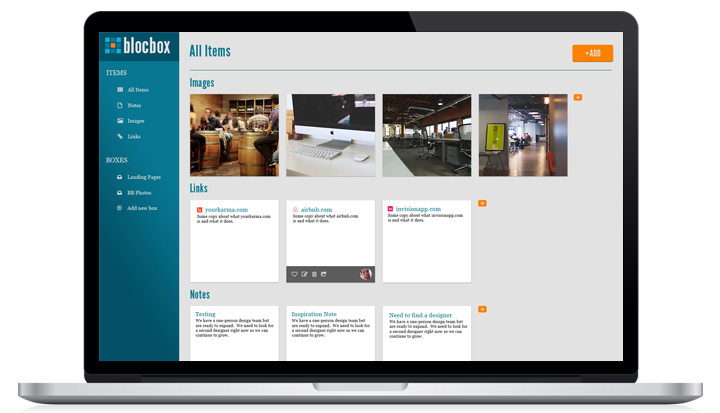 blocbox
All Items
+ADD
ITEMS
All Items
Notes
Images
Links
BOXES
Landing Pages
BB Photos
Add new box
Images
Links
yourkarma.com
Some copy about what yourkarma.com
is and what it does.
airbnb.com
Some copy about what airbnb.com
is and what it does.
invisionapp.com
Some copy about what invisionapp.com
is and what it does.
Notes
Testing
We have a one-person design team but
are ready to expand. We need to look for
a second designer right now so we can
continue to grow.
Inspiration Note
We have a one-person design team but
are ready to expand. We need to look for
a second designer right now so we can
continue to grow.
Need to find a designer
We have a one-person design team but
are ready to expand. We need to look for
a second designer right now so we can
continue to grow.